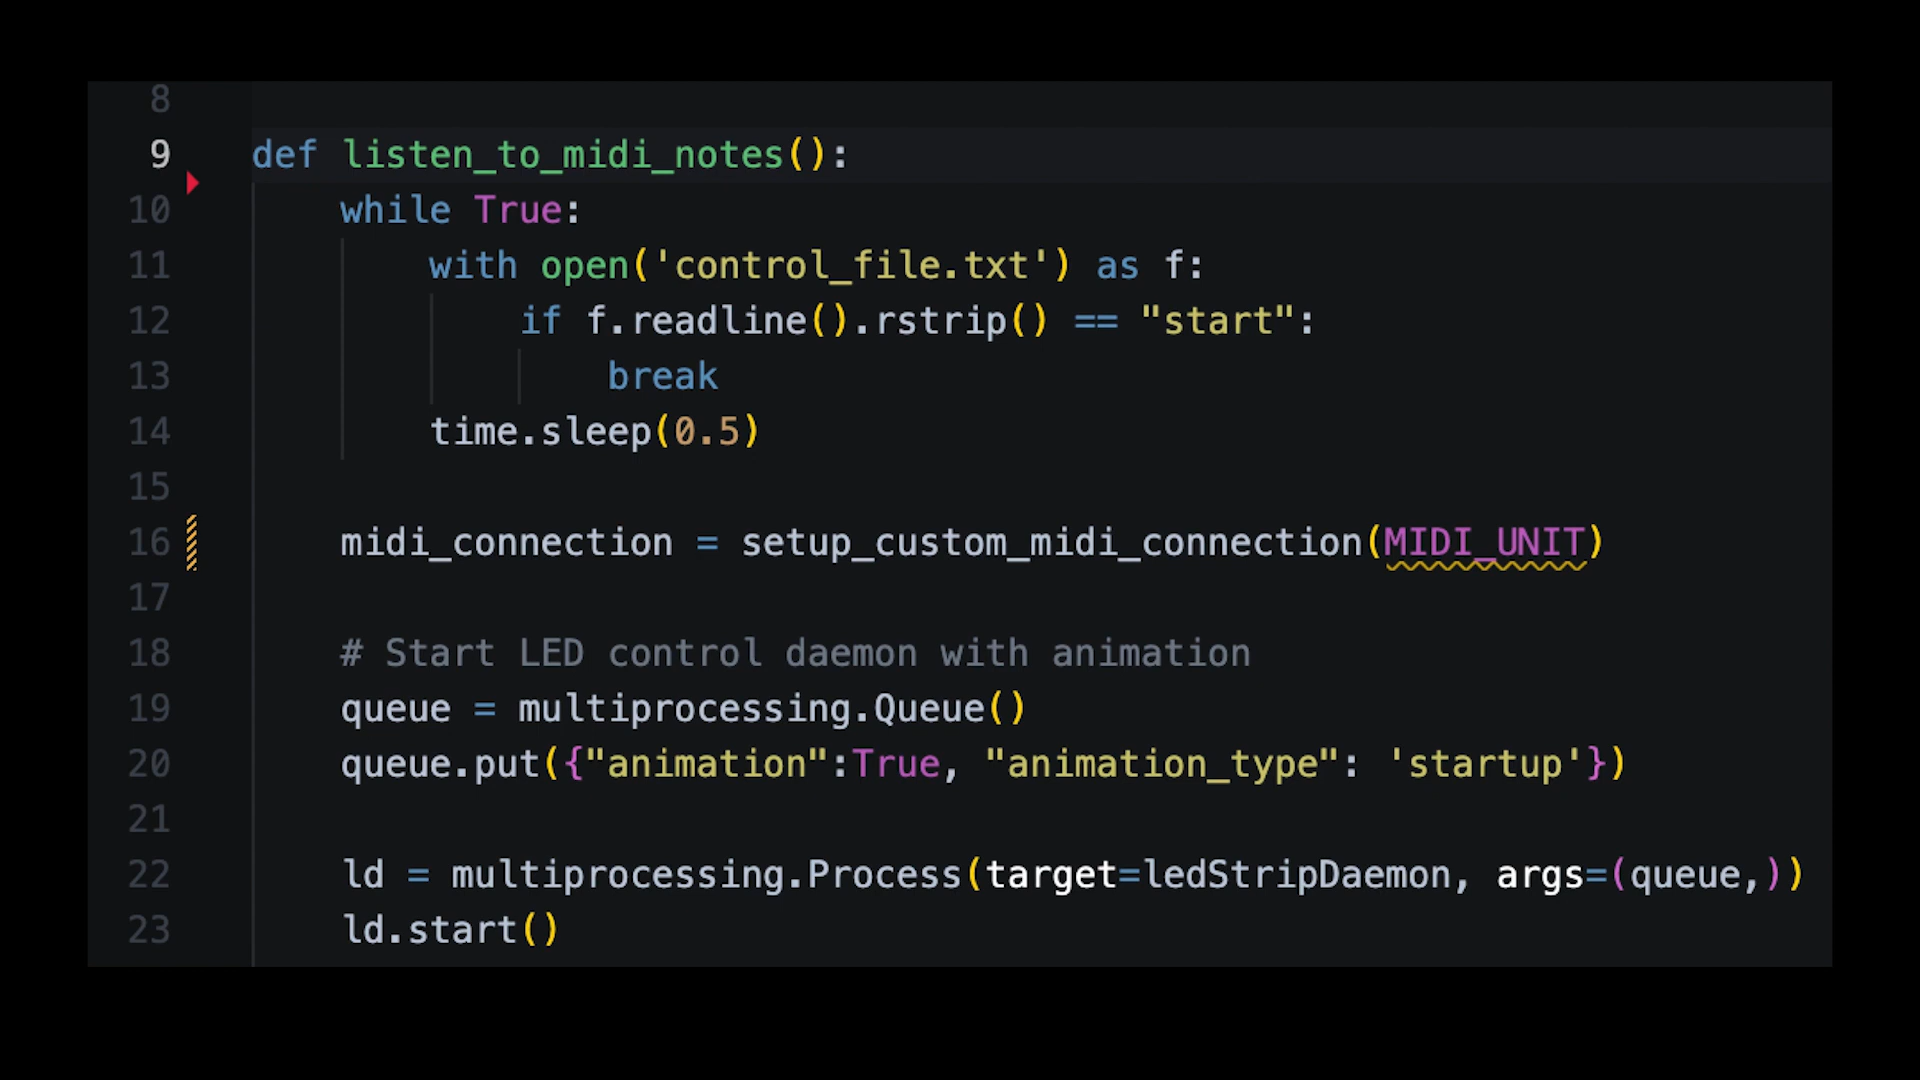 8
9 def listen_to_midi_notes():
10 while True:
11 with open('control_file.txt') as f:
12 if f.readline().rstrip() == "start":
13 break
14 time.sleep(0.5)
15
16 midi_connection = setup_custom_midi_connection(MIDI_UNIT)
17
18 # Start LED control daemon with animation
19 queue = multiprocessing.Queue()
20 queue.put({"animation":True, "animation_type": 'startup'})
21
22 ld = multiprocessing.Process(target=ledStripDaemon, args=(queue,))
23 ld.start()